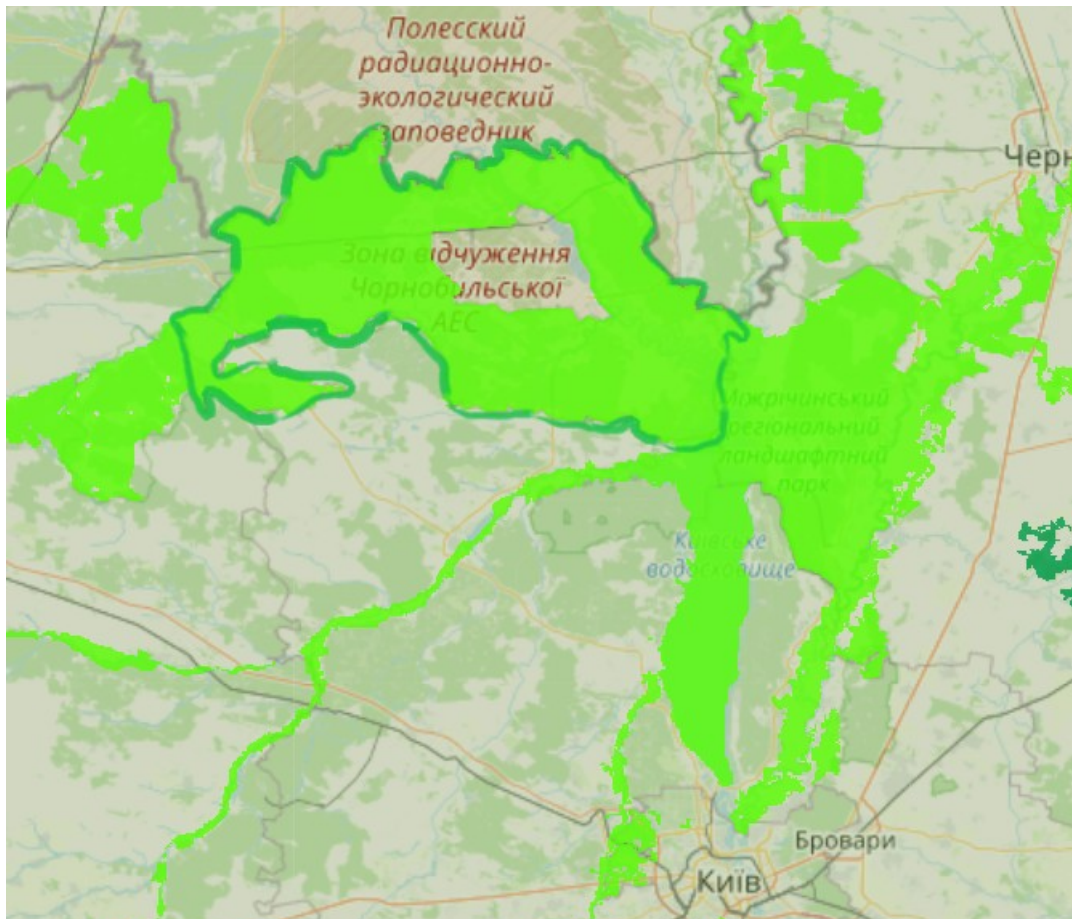 Полесский
радиационно-
экологический
заповедник
Черн
Зона відчуження
Чорнобильської
АЕС
Міжрічинський
регіональний
ландшафтний
парк
Київське
водосховище
Бровари
Київ